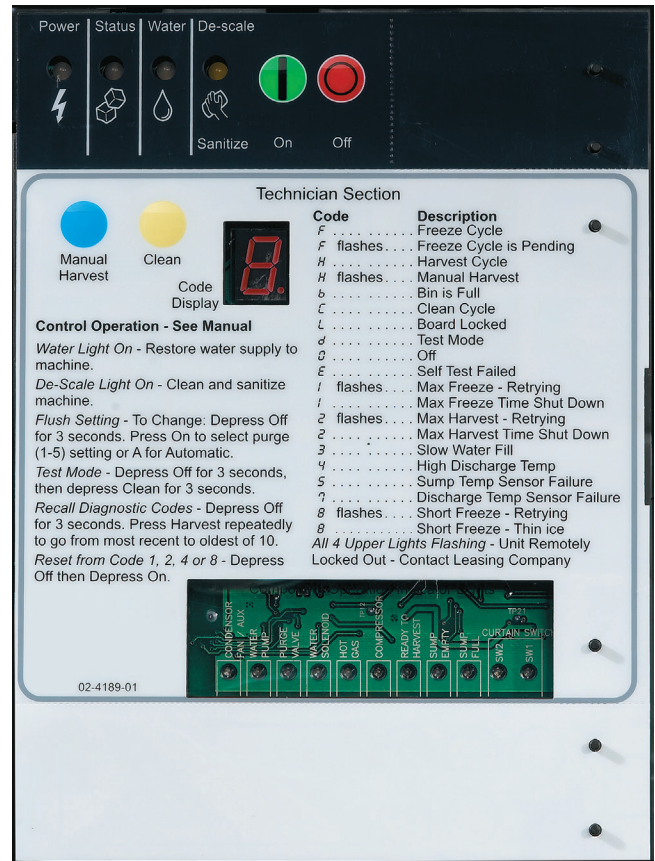 Power Status Water De-scale
Sanitize On Off
Technician Section
Manual
Harvest
Clean
Code
Display
8.
Control Operation - See Manual
Water Light On - Restore water supply to
machine.
De-Scale Light On - Clean and sanitize
machine.
Flush Setting - To Change: Depress Off
for 3 seconds. Press On to select purge
(1-5) setting or A for Automatic.
Test Mode - Depress Off for 3 seconds,
then depress Clean for 3 seconds.
Recall Diagnostic Codes - Depress Off
for 3 seconds. Press Harvest repeatedly
to go from most recent to oldest of 10.
Reset from Code 1, 2, 4 or 8 - Depress
Off then Depress On.
Code Description
F . . . . . . . . . . Freeze Cycle
F flashes . . . . Freeze Cycle is Pending
H . . . . . . . . . . Harvest Cycle
H flashes . . . . Manual Harvest
b . . . . . . . . . . Bin is Full
C . . . . . . . . . . Clean Cycle
L . . . . . . . . . . Board Locked
d . . . . . . . . . . Test Mode
0 . . . . . . . . . . Off
E . . . . . . . . . . Self Test Failed
1 flashes . . . . Max Freeze - Retrying
1 . . . . . . . . . . Max Freeze Time Shut Down
2 flashes . . . . Max Harvest - Retrying
2 . . . . . . . . . . Max Harvest Time Shut Down
3 . . . . . . . . . . Slow Water Fill
4 . . . . . . . . . . High Discharge Temp
5 . . . . . . . . . . Sump Temp Sensor Failure
7 . . . . . . . . . . Discharge Temp Sensor Failure
8 flashes . . . . Short Freeze - Retrying
8 . . . . . . . . . . Short Freeze - Thin ice
All 4 Upper Lights Flashing - Unit Remotely
Locked Out - Contact Leasing Company
CONDENSOR
FAN / AUX
WATER
PUMP
PURGE
VALVE
WATER
SOLENOID
HOT
GAS
TP12
COMPRESSOR
READY TO
HARVEST
SUMP
EMPTY
SUMP
FULL
TP21
CURTAIN SWITCH
SW2
SW1
02-4189-01